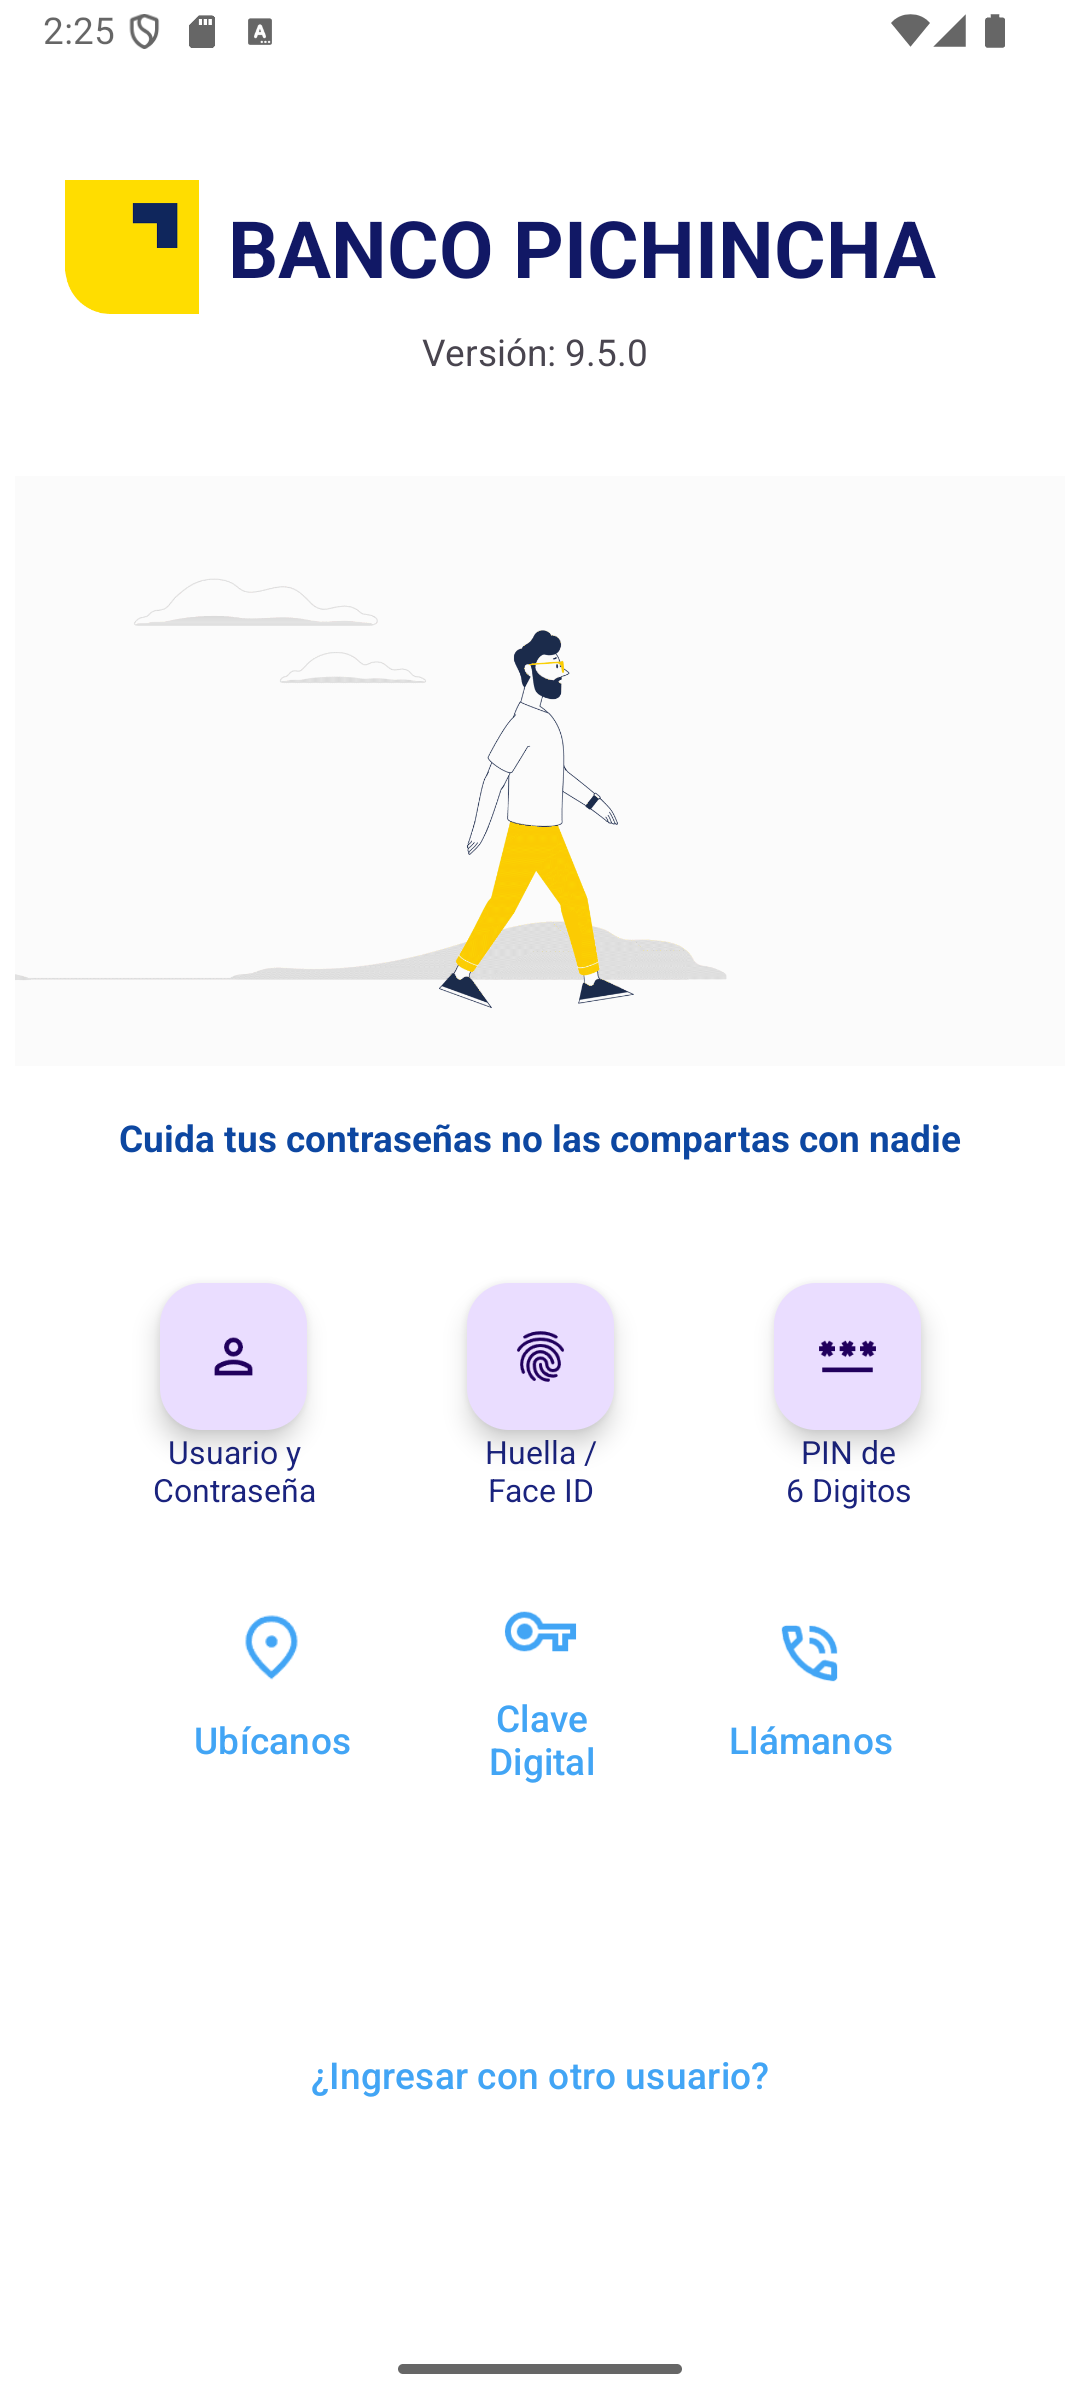 2:25
BANCO PICHINCHA
Versión: 9.5.0
Cuida tus contraseñas no las compartas con nadie
Usuario y
Contraseña
Huella /
Face ID
***
PIN de
6 Digitos
Ubícanos
Clave
Digital
Llámanos
¿Ingresar con otro usuario?